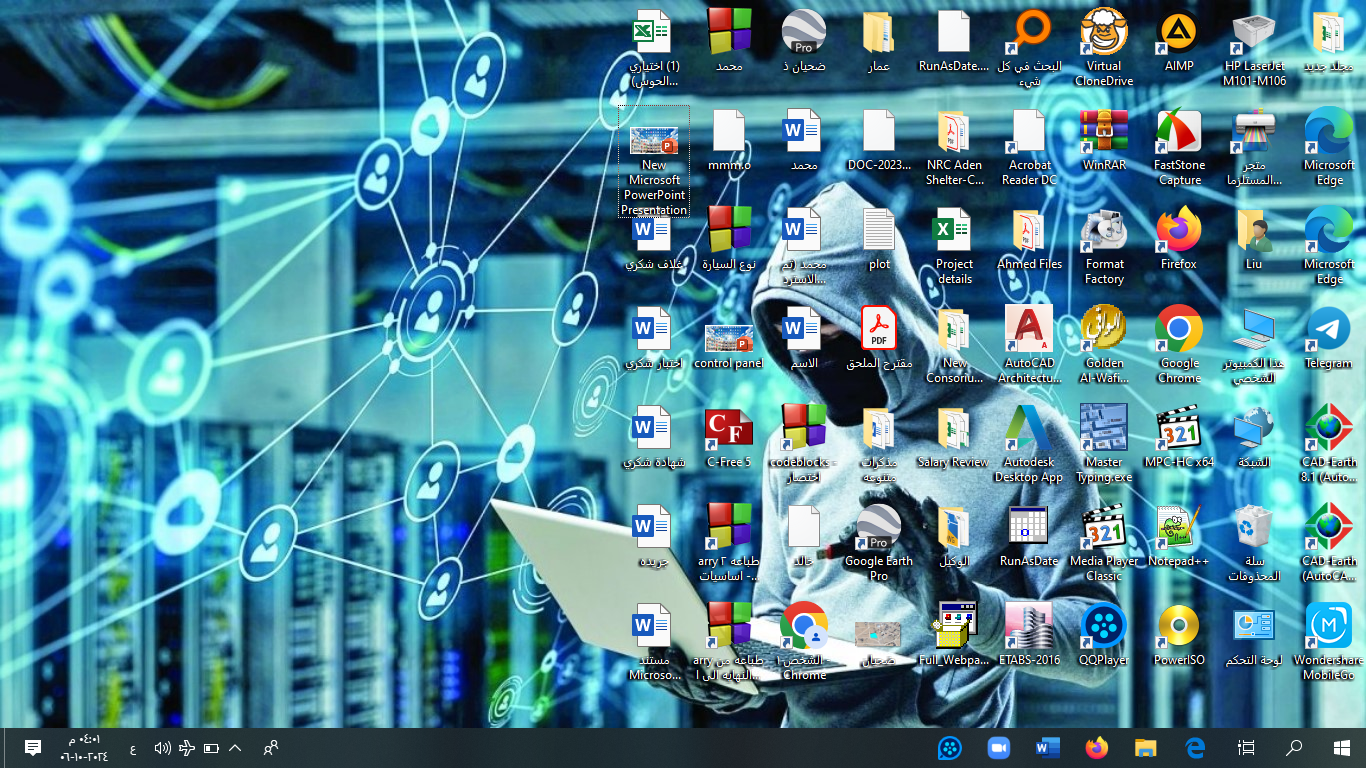 مجلد جديد
HP LaserJet
M101-M106
AIMP
Virtual
CloneDrive
البحث في كل
شيء
RunAsDate....
عمار
ضحيان ذ
محمد
(1) اختياري
...الحوش)
Microsoft
Edge
متجر
...المستلزما
FastStone
Capture
WinRAR
Acrobat
Reader DC
NRC Aden
Shelter-C...
DOC-2023...
محمد
mmm.o
New
Microsoft
PowerPoint
Presentation
Microsoft
Edge
Liu
Firefox
Format
Factory
Ahmed Files
Project
details
plot
محمد (تم
...الاسترد
نوع السيارة
غلاف شكري
Telegram
هذا الكمبيوتر
الشخصي
Google
Chrome
Golden
Al-Wafi...
AutoCAD
Architectu...
New
Consoriu...
مقترح الملحق
الاسم
control panel
اختبار شكري
CAD-Earth
8.1 (Auto...
الشبكة
MPC-HC x64
Master
Typing.exe
Autodesk
Desktop App
Salary Review
مذكرات
متنوعه
codeblocks -
اختصار
C-Free 5
شهادة شكري
CAD-Earth
(AutoCA...
سلة
المحذوفات
Notepad++
Media Player
Classic
RunAsDate
الوكيل
Google Earth
Pro
خالد
طباعه ٢ arry
...- اساسيات
جريده
Wondershare
MobileGo
لوحة التحكم
PowerISO
QQPlayer
ETABS-2016
Full_Webpa...
ضحيان
الشخص ١ -
Chrome
طباعه من arry
...النهايه الى ا
مستند
Microso...
ع
٠٤:٠١ م
٠٦-١٠-٢٠٢٤